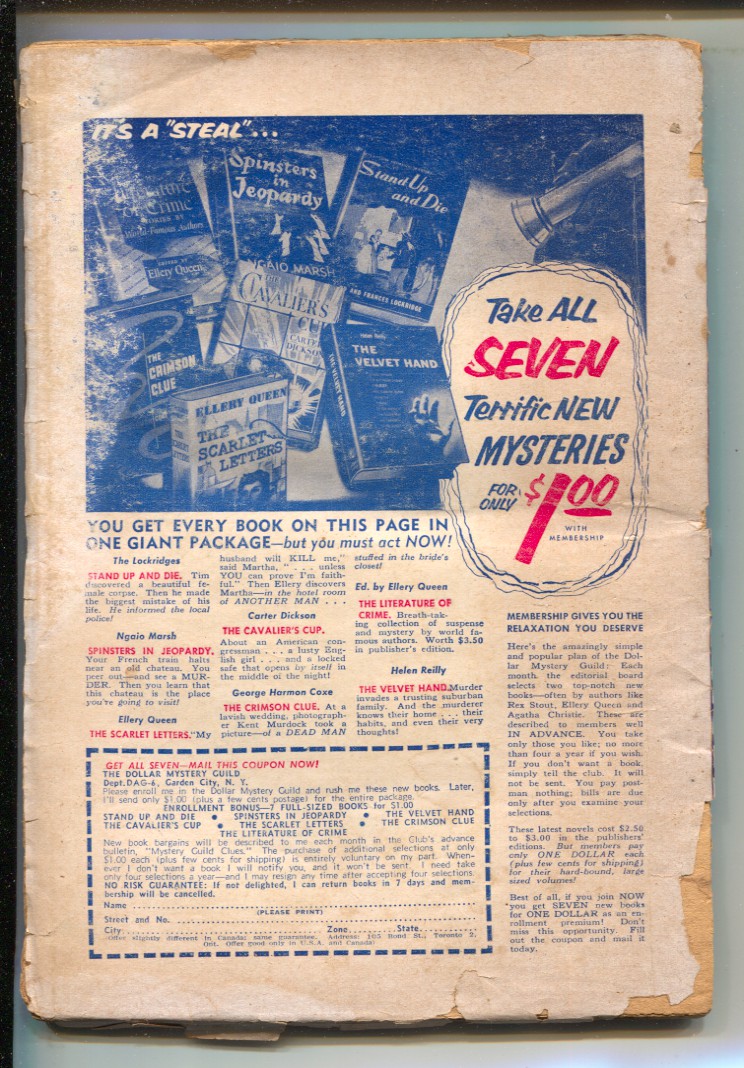 IT'S A "STEAL"...
Literature
of Crime
STORIES BY
World-Famous Authors
EDITED BY
Ellery Queen
Spinsters
in
Jeopardy
NGAIO MARSH
Stand Up
and Die
AND FRANCES LOCKRIDGE
THE
CAVALIER'S
CUP
CARTER
DICKSON
THE
CRIMSON
CLUE
THE
VELVET HAND
THE VELVET HAND
ELLERY QUEEN
THE
SCARLET
LETTERS
Take ALL
SEVEN
Terrific NEW
MYSTERIES
FOR ONLY $1.00
WITH
MEMBERSHIP
YOU GET EVERY BOOK ON THIS PAGE IN
ONE GIANT PACKAGE—but you must act NOW!
The Lockridges
STAND UP AND DIE. Tim
discovered a beautiful fe-
male corpse. Then he made
the biggest mistake of his
life. He informed the local
police!
Ngaio Marsh
SPINSTERS IN JEOPARDY.
Your French train halts
near an old chateau. You
peer out—and see a MUR-
DER. Then you learn that
this chateau is the place
you're going to visit!
Ellery Queen
THE SCARLET LETTERS. "My
husband will KILL me,"
said Martha, " . . . unless
YOU can prove I'm faith-
ful." Then Ellery discovers
Martha—in the hotel room
of ANOTHER MAN . . .
Carter Dickson
THE CAVALIER'S CUP.
About an American con-
gressman . . . a lusty Eng-
lish girl . . . and a locked
safe that opens by itself in
the middle of the night!
George Harmon Coxe
THE CRIMSON CLUE. At a
lavish wedding, photograph-
er Kent Murdock took a
picture—of a DEAD MAN
stuffed in the bride's
closet!
Ed. by Ellery Queen
THE LITERATURE OF
CRIME. Breath-tak-
ing collection of suspense
and mystery by world fa-
mous authors. Worth $3.50
in publisher's edition.
Helen Reilly
THE VELVET HAND. Murder
invades a trusting suburban
family. And the murderer
knows their home . . . their
habits, and even their very
thoughts!
MEMBERSHIP GIVES YOU THE
RELAXATION YOU DESERVE
Here's the amazingly simple
and popular plan of the Dol-
lar Mystery Guild: Each
month, the editorial board
selects two top-notch new
books—often by authors like
Rex Stout, Ellery Queen and
Agatha Christie. These are
described to members well
IN ADVANCE. You take
only those you like; no more
than four a year if you wish.
If you don't want a book,
simply tell the club. It will
not be sent. You pay post-
man nothing; bills are due
only after you examine your
selections.
These latest novels cost $2.50
to $3.00 in the publishers'
editions. But members pay
only ONE DOLLAR each
(plus few cents for shipping)
for their hard-bound, large
sized volumes!
Best of all, if you join NOW
you get SEVEN new books
for ONE DOLLAR as an en-
rollment premium! Don't
miss this opportunity. Fill
out the coupon and mail it
today.
GET ALL SEVEN—MAIL THIS COUPON NOW!
THE DOLLAR MYSTERY GUILD
Dept. DAG-6, Garden City, N. Y.
Please enroll me in the Dollar Mystery Guild and rush me these new books. Later,
I'll send only $1.00 (plus a few cents postage) for the entire package.
ENROLLMENT BONUS—7 FULL-SIZED BOOKS for $1.00
STAND UP AND DIE • SPINSTERS IN JEOPARDY • THE VELVET HAND
THE CAVALIER'S CUP • THE SCARLET LETTERS • THE CRIMSON CLUE
THE LITERATURE OF CRIME
New book bargains will be described to me each month in the Club's advance
bulletin, "Mystery Guild Clues." The purchase of additional selections at only
$1.00 each (plus few cents for shipping) is entirely voluntary on my part. When-
ever I don't want a book I will notify you, and it won't be sent. I need take
only four selections a year—and I may resign any time after accepting four selections.
NO RISK GUARANTEE: If not delighted, I can return books in 7 days and mem-
bership will be cancelled.
Name
(PLEASE PRINT)
Street and No.
City Zone State
Offer slightly different in Canada; same guarantee. Address: 105 Bond St., Toronto 2,
Ont. Offer good only in U.S.A. and Canada)